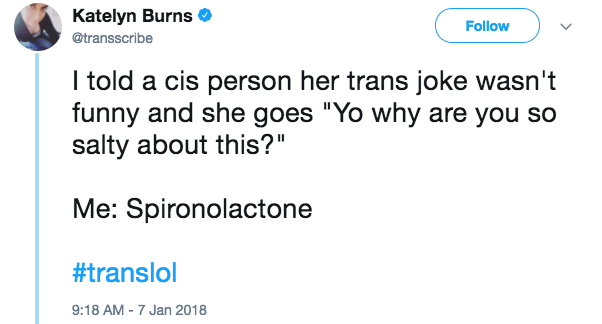 Katelyn Burns
@transscribe
Follow
I told a cis person her trans joke wasn't
funny and she goes "Yo why are you so
salty about this?"
Me: Spironolactone
#translol
9:18 AM - 7 Jan 2018